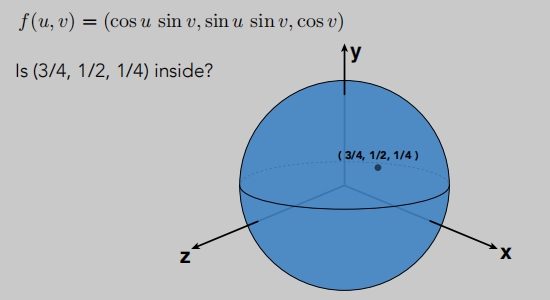 f(u, v) = (cos u sin v, sin u sin v, cos v)
Is (3/4, 1/2, 1/4) inside?
y
( 3/4, 1/2, 1/4 )
z
x